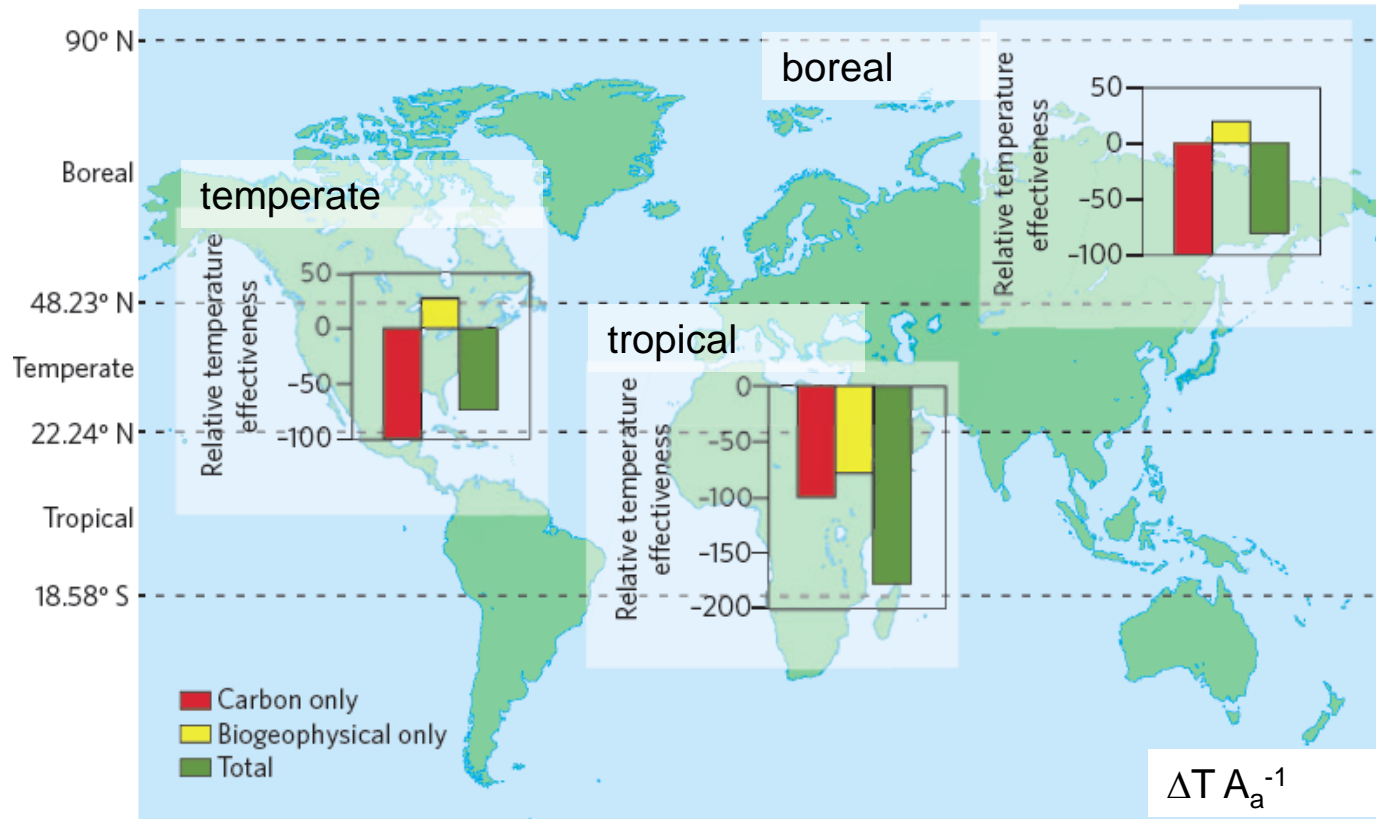 90° N
Boreal
48.23° N
Temperate
22.24° N
Tropical
18.58° S
boreal
Relative temperature
effectiveness
50
0
−50
−100
temperate
Relative temperature
effectiveness
50
0
−50
−100
tropical
Relative temperature
effectiveness
0
−50
−100
−150
−200
Carbon only
Biogeophysical only
Total
ΔT Aₐ⁻¹